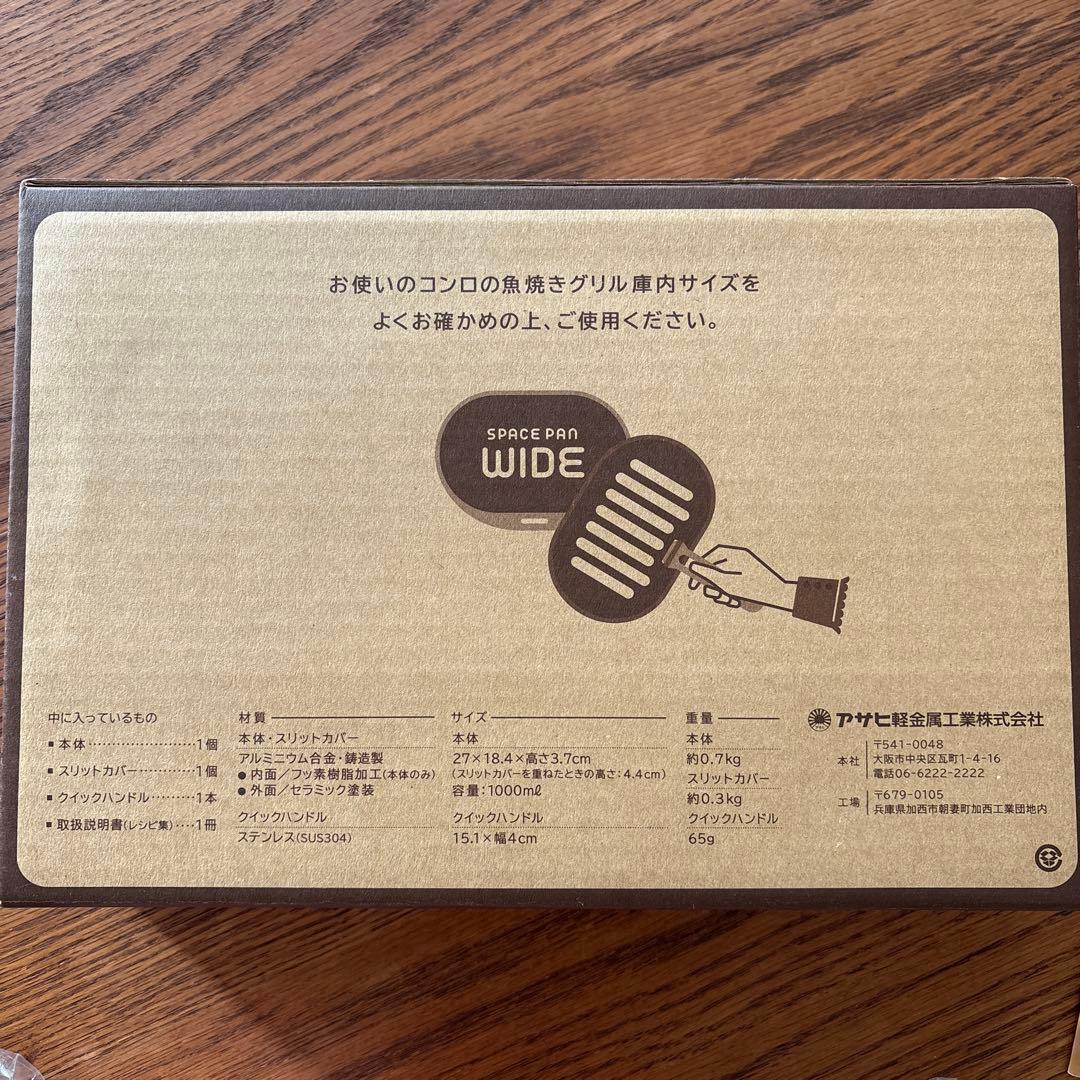 お使いのコンロの魚焼きグリル庫内サイズを
よくお確かめの上、ご使用ください。
SPACE PAN
WIDE
中に入っているもの
■本体……………………1個
■スリットカバー…………1個
■クイックハンドル………1本
■取扱説明書(レシピ集)‥‥1冊
材質
本体・スリットカバー
アルミニウム合金・鋳造製
●内面／フッ素樹脂加工(本体のみ)
●外面／セラミック塗装
クイックハンドル
ステンレス(SUS304)
サイズ
本体
27×18.4×高さ3.7cm
(スリットカバーを重ねたときの高さ:4.4cm)
容量:1000mℓ
クイックハンドル
15.1×幅4cm
重量
本体
約0.7kg
スリットカバー
約0.3kg
クイックハンドル
65g
アサヒ軽金属工業株式会社
本社
〒541-0048
大阪市中央区瓦町1-4-16
電話06-6222-2222
工場
〒679-0105
兵庫県加西市朝妻町加西工業団地内